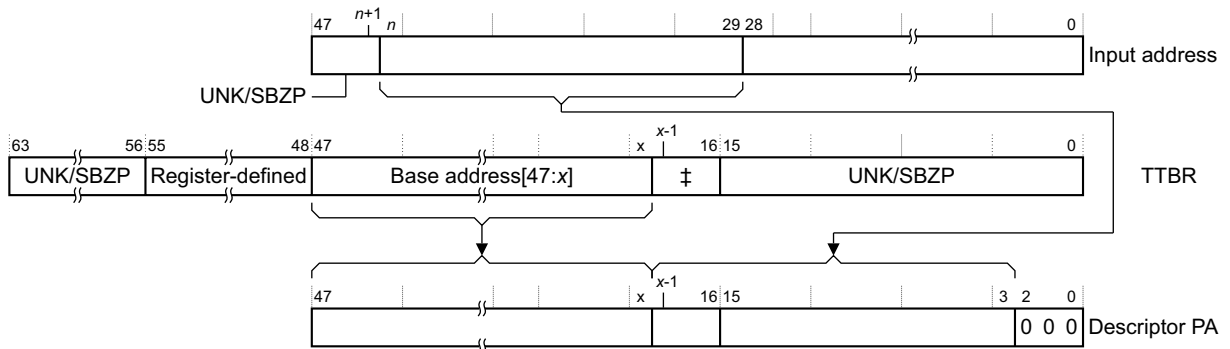 47 n+1 n 29 28 0
Input address
UNK/SBZP
63 56 55 48 47 x x-1 16 15 0
UNK/SBZP Register-defined Base address[47:x] ‡ UNK/SBZP TTBR
47 x x-1 16 15 3 2 0
0 0 0 Descriptor PA